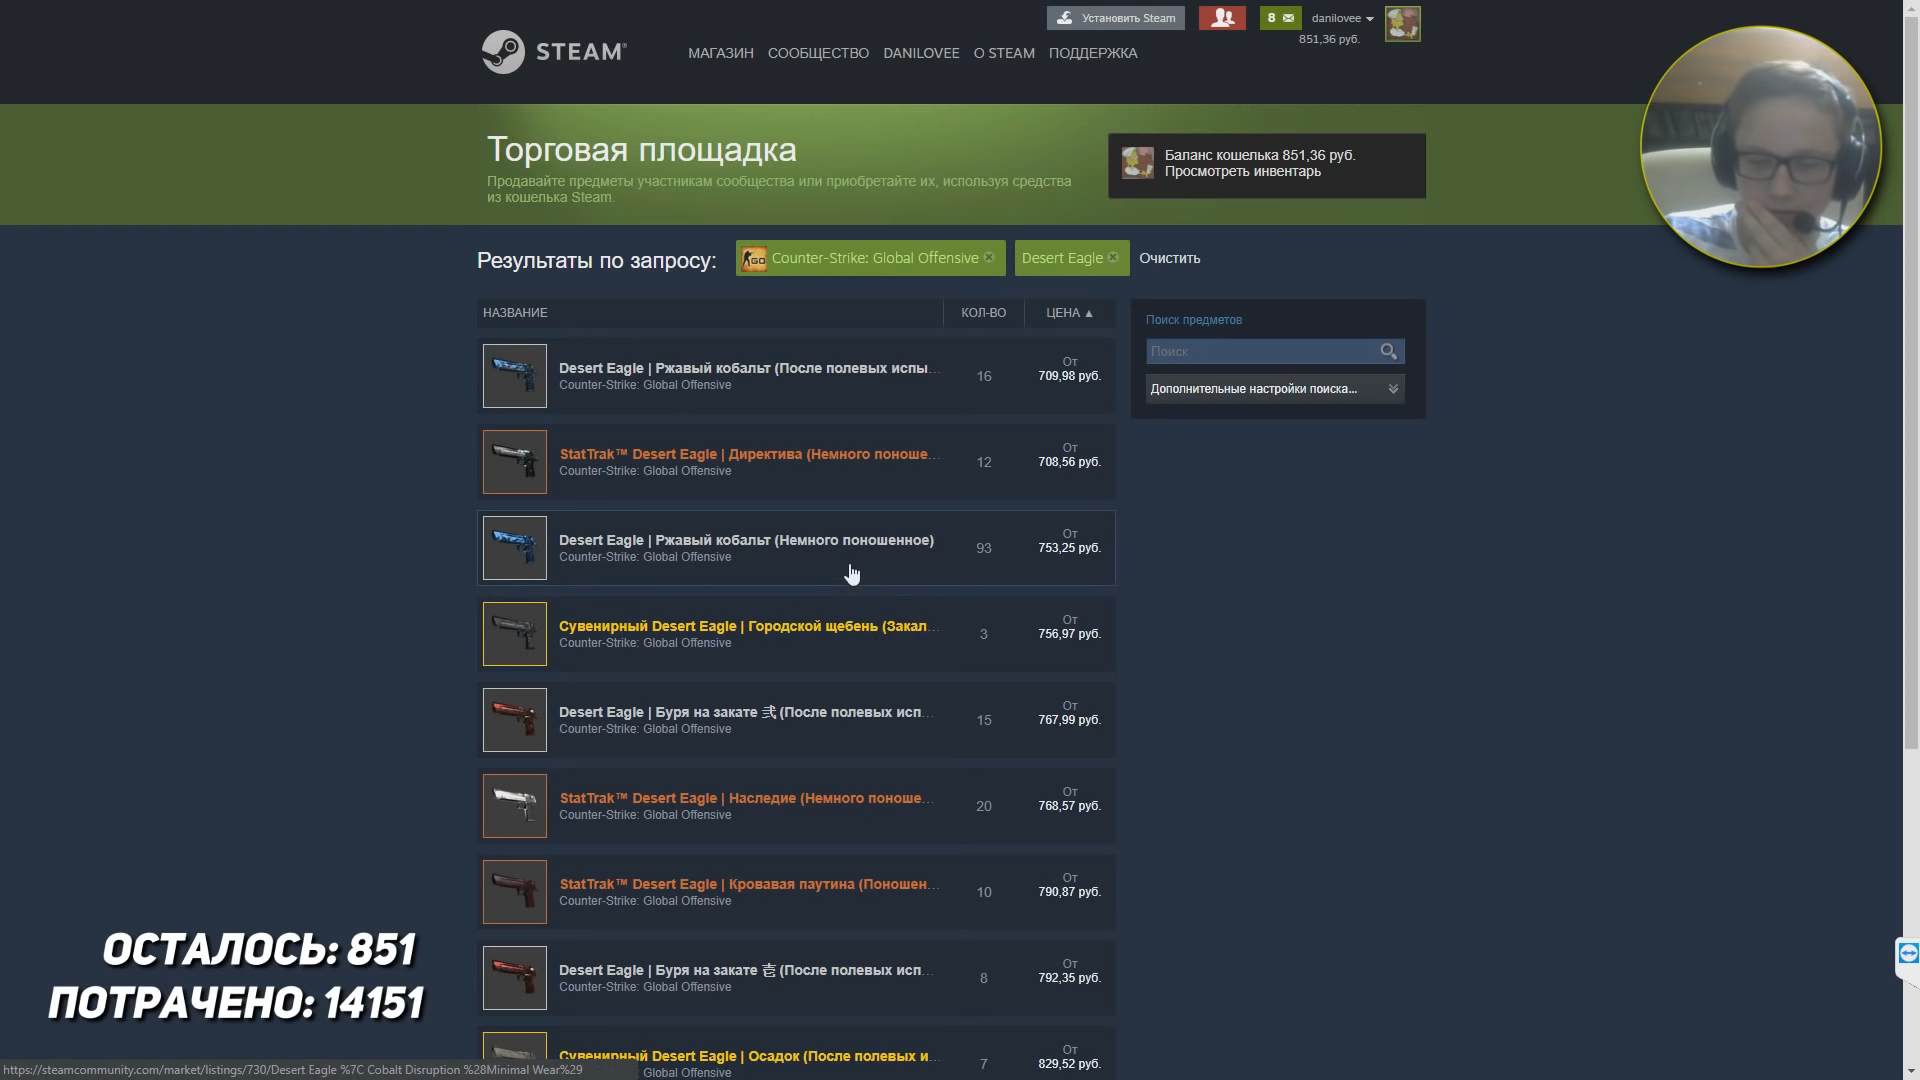 Установить Steam
8
danilovee
851,36 руб.
STEAM®
МАГАЗИН СООБЩЕСТВО DANILOVEE О STEAM ПОДДЕРЖКА
Торговая площадка
Продавайте предметы участникам сообщества или приобретайте их, используя средства
из кошелька Steam.
Баланс кошелька 851,36 руб.
Просмотреть инвентарь
Результаты по запросу:
Counter-Strike: Global Offensive
Desert Eagle
Очистить
НАЗВАНИЕ КОЛ-ВО ЦЕНА ▲
Desert Eagle | Ржавый кобальт (После полевых испы...
Counter-Strike: Global Offensive
16
От
709,98 руб.
StatTrak™ Desert Eagle | Директива (Немного поноше...
Counter-Strike: Global Offensive
12
От
708,56 руб.
Desert Eagle | Ржавый кобальт (Немного поношенное)
Counter-Strike: Global Offensive
93
От
753,25 руб.
Сувенирный Desert Eagle | Городской щебень (Закал...
Counter-Strike: Global Offensive
3
От
756,97 руб.
Desert Eagle | Буря на закате 弐 (После полевых исп...
Counter-Strike: Global Offensive
15
От
767,99 руб.
StatTrak™ Desert Eagle | Наследие (Немного поноше...
Counter-Strike: Global Offensive
20
От
768,57 руб.
StatTrak™ Desert Eagle | Кровавая паутина (Поношен...
Counter-Strike: Global Offensive
10
От
790,87 руб.
Desert Eagle | Буря на закате 壱 (После полевых исп...
Counter-Strike: Global Offensive
8
От
792,35 руб.
Сувенирный Desert Eagle | Осадок (После полевых и...
Counter-Strike: Global Offensive
7
От
829,52 руб.
Поиск предметов
Поиск
Дополнительные настройки поиска...
ОСТАЛОСЬ: 851
ПОТРАЧЕНО: 14151
https://steamcommunity.com/market/listings/730/Desert Eagle %7C Cobalt Disruption %28Minimal Wear%29